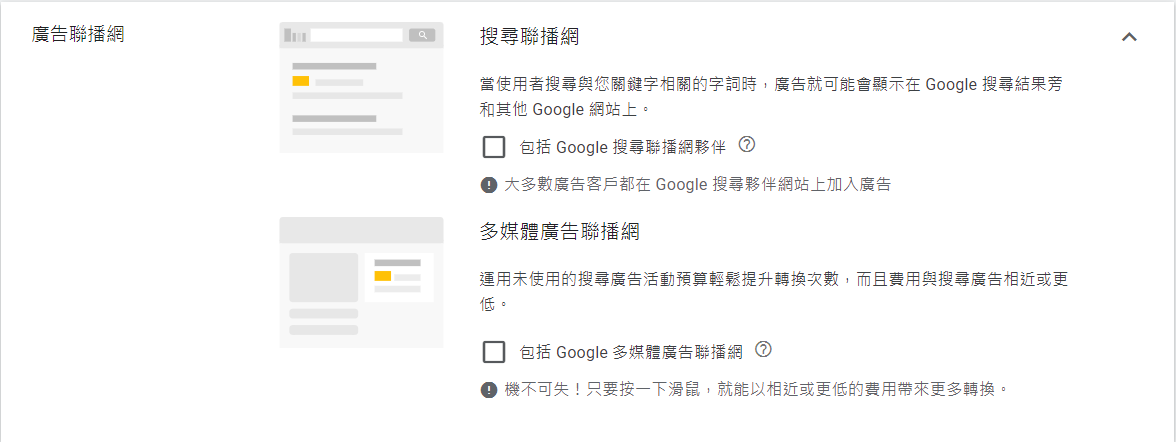 廣告聯播網
搜尋聯播網
當使用者搜尋與您關鍵字相關的字詞時，廣告就可能會顯示在 Google 搜尋結果旁
和其他 Google 網站上。
包括 Google 搜尋聯播網夥伴
大多數廣告客戶都在 Google 搜尋夥伴網站上加入廣告
多媒體廣告聯播網
運用未使用的搜尋廣告活動預算輕鬆提升轉換次數，而且費用與搜尋廣告相近或更
低。
包括 Google 多媒體廣告聯播網
機不可失！只要按一下滑鼠，就能以相近或更低的費用帶來更多轉換。